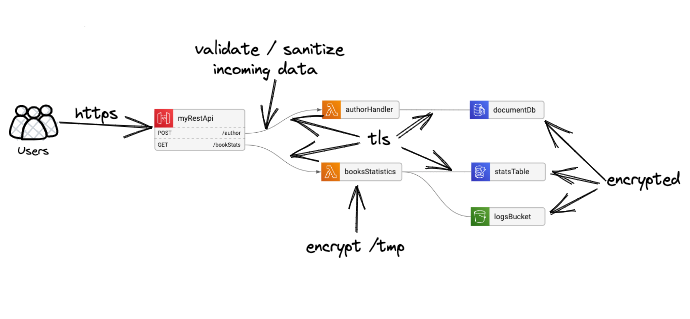 validate / sanitize
incoming data
https
Users
myRestApi
POST /author
GET /bookStats
authorHandler
documentDb
tls
booksStatistics
statsTable
encrypted
logsBucket
encrypt /tmp